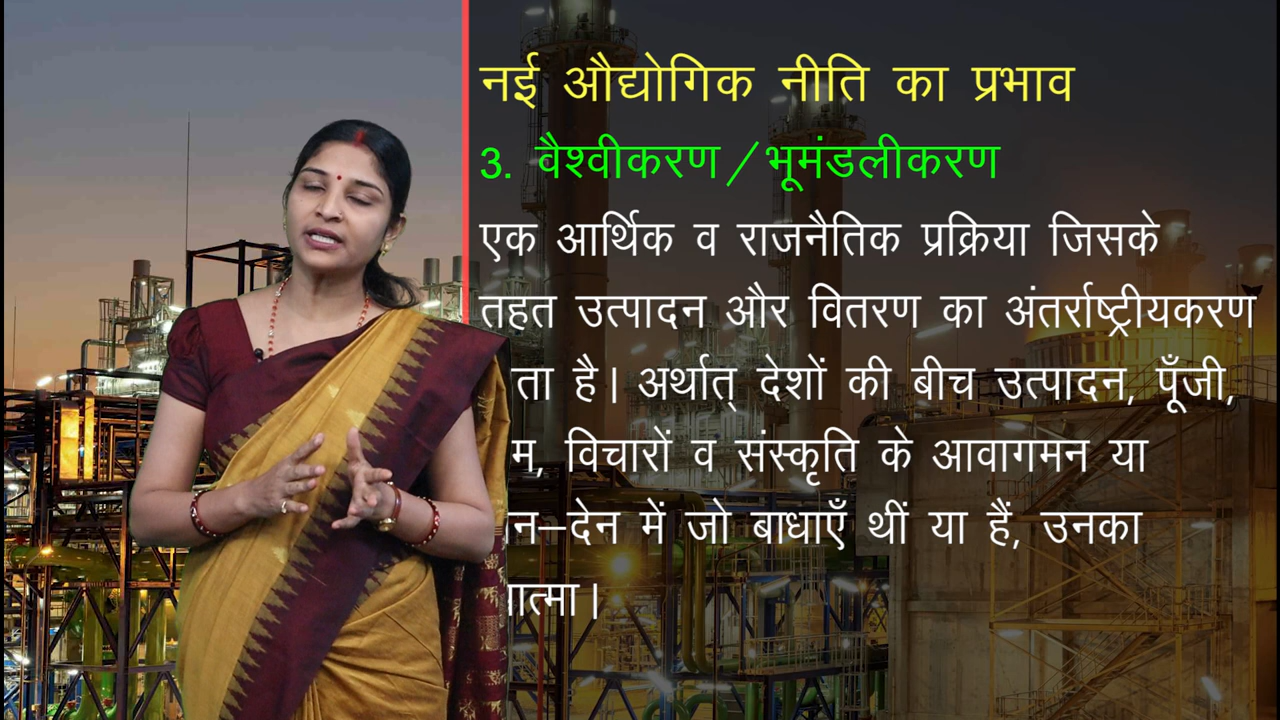 नई औद्योगिक नीति का प्रभाव
3. वैश्वीकरण/भूमंडलीकरण
एक आर्थिक व राजनैतिक प्रक्रिया जिसके
तहत उत्पादन और वितरण का अंतर्राष्ट्रीयकरण
है। अर्थात् देशों की बीच उत्पादन, पूँजी,
विचारों व संस्कृति के आवागमन या
में जो बाधाएँ थीं या हैं, उनका